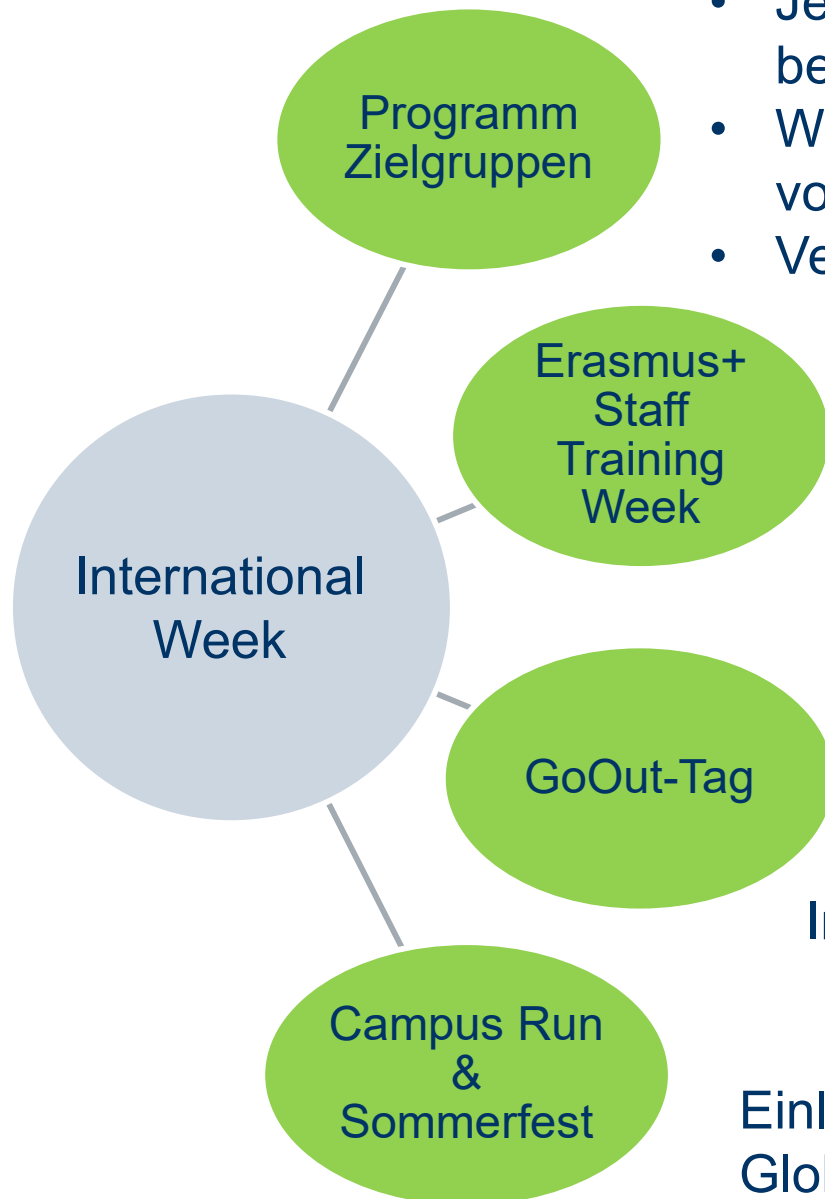 Programm
Zielgruppen
Erasmus+
Staff
Training
Week
International
Week
GoOut-Tag
Campus Run
&
Sommerfest